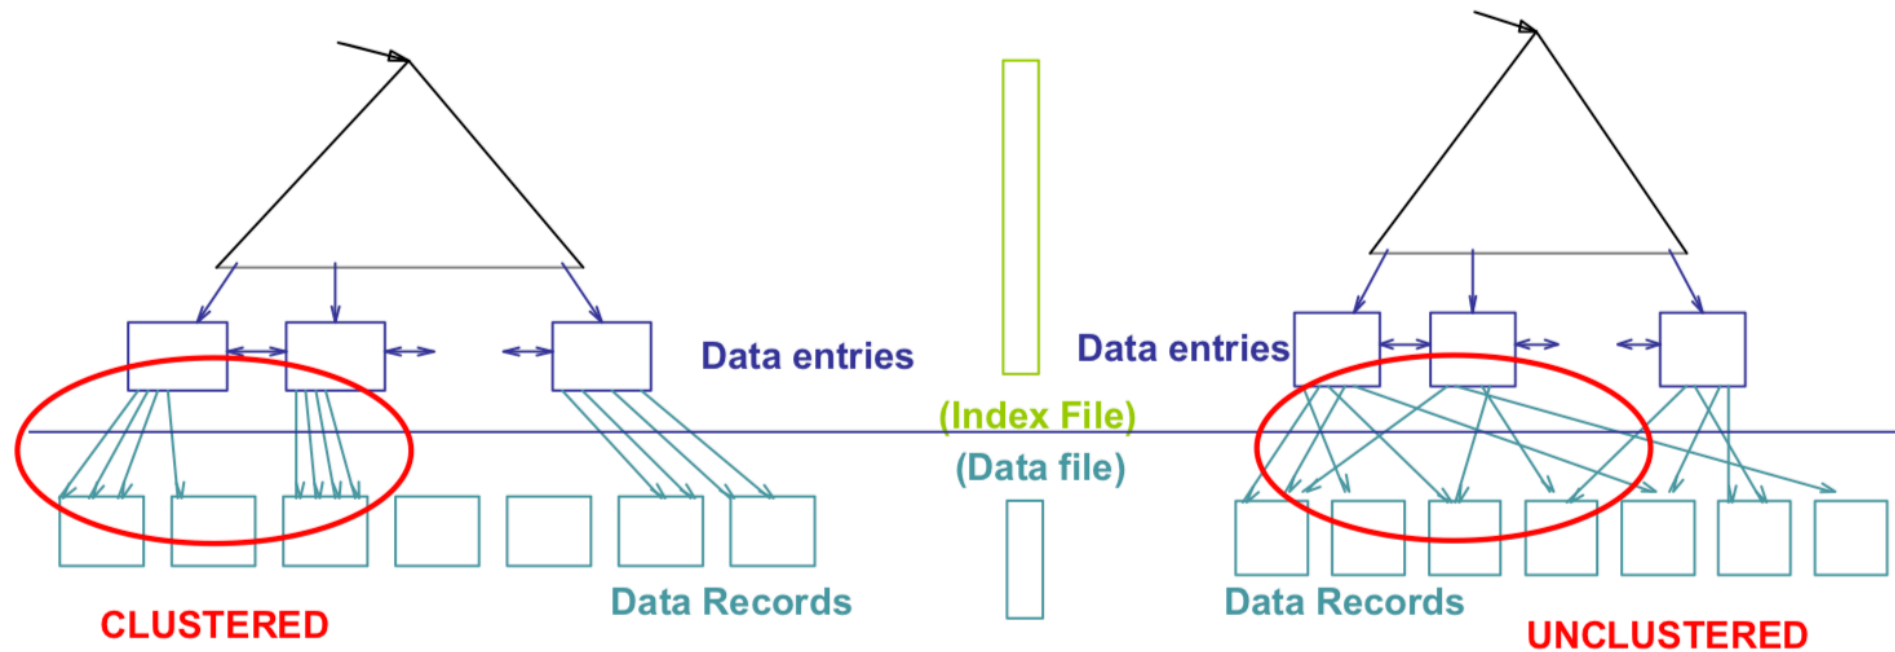 Data entries
Data entries
(Index File)
(Data file)
Data Records
Data Records
CLUSTERED
UNCLUSTERED